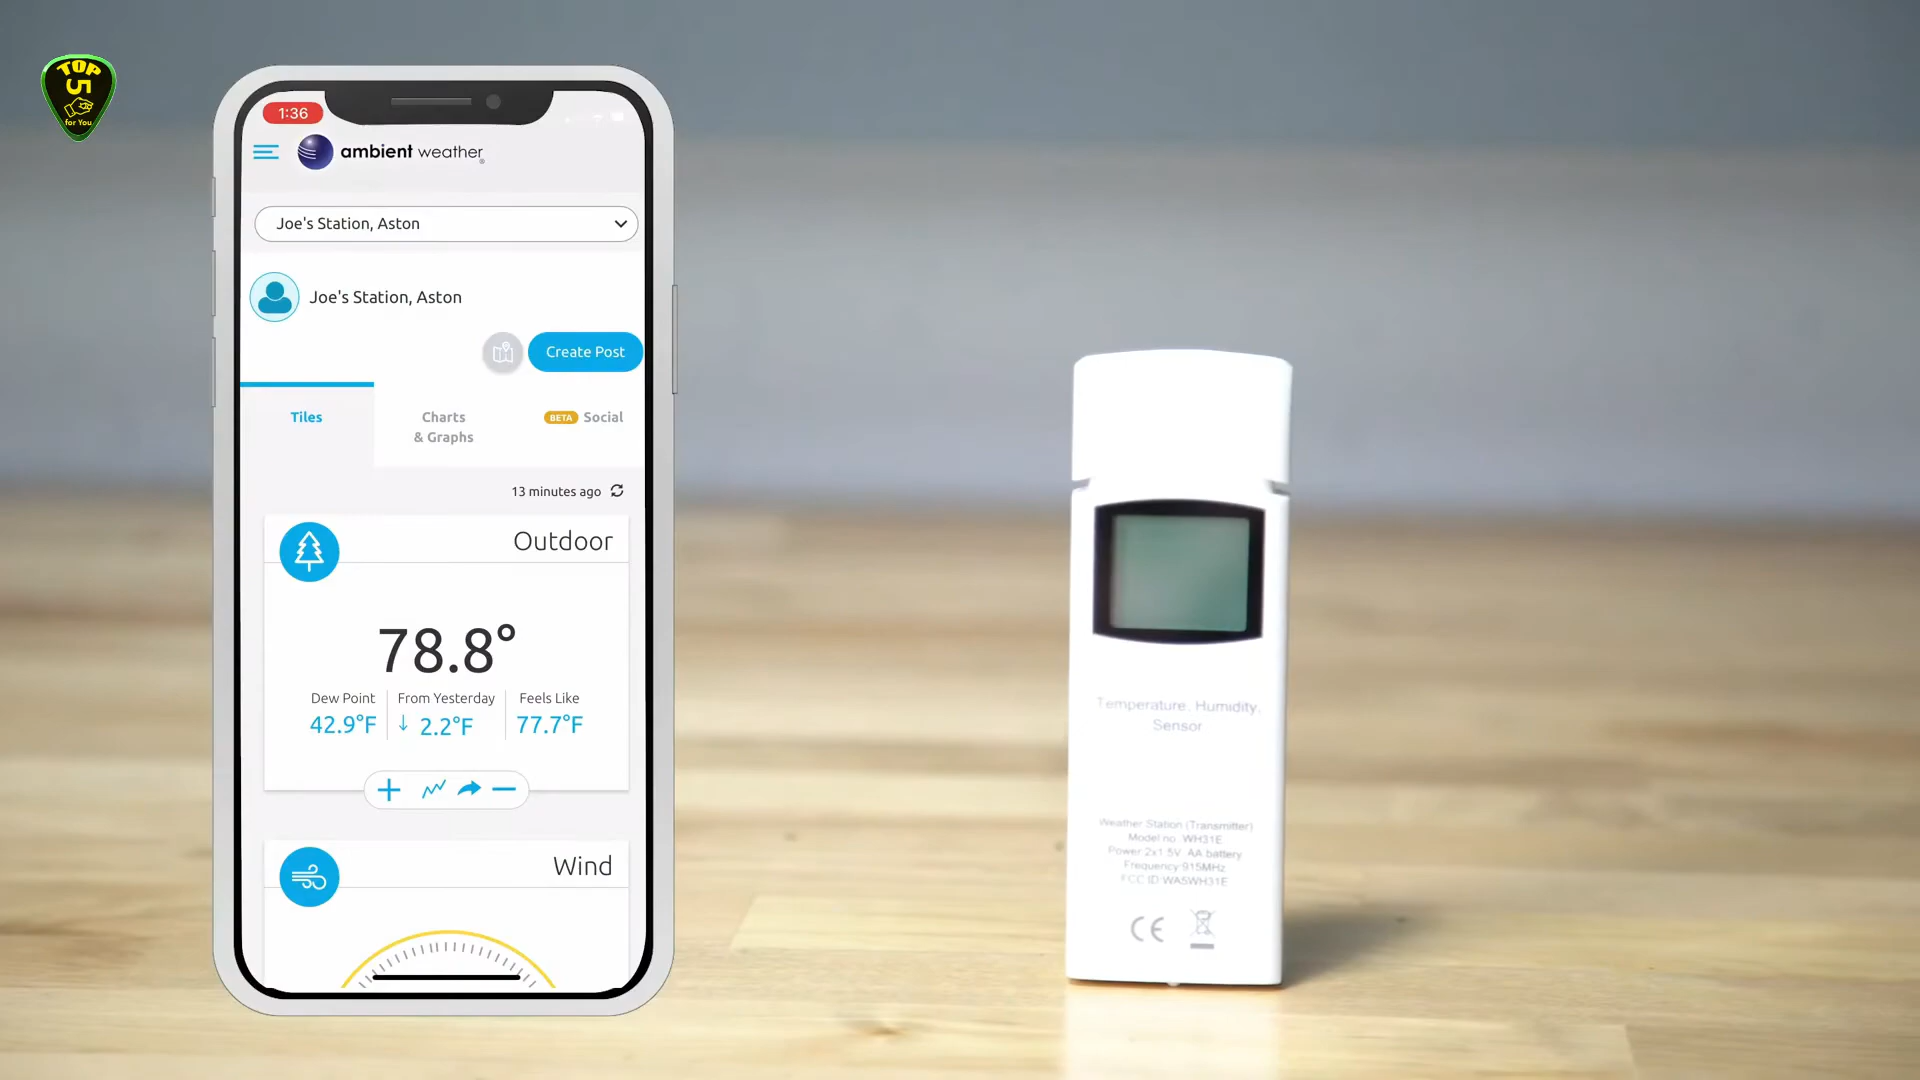 TOP
5
for You
1:36
ambient weather
Joe's Station, Aston
Joe's Station, Aston
Create Post
Tiles
Charts
& Graphs
BETA Social
13 minutes ago
Outdoor
78.8°
Dew Point
42.9°F
From Yesterday
↓ 2.2°F
Feels Like
77.7°F
Wind
Temperature, Humidity,
Sensor
Weather Station (Transmitter)
Model no: WH31E
Power:2x1.5V AA battery
Frequency:915MHz
FCC ID:WA5WH31E
CE